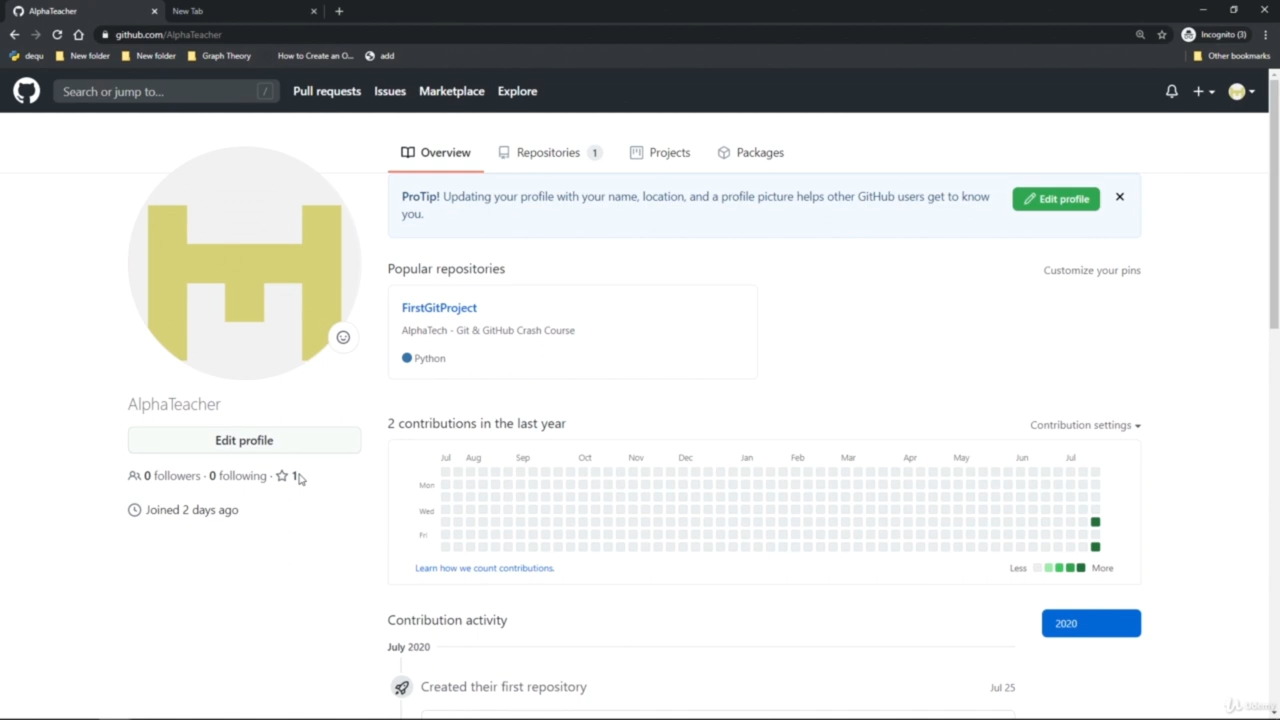 AlphaTeacher
New Tab
github.com/AlphaTeacher
Incognito (3)
dequ
New folder
New folder
Graph Theory
How to Create an O...
add
Other bookmarks
Search or jump to...
/
Pull requests
Issues
Marketplace
Explore
Overview
Repositories 1
Projects
Packages
ProTip! Updating your profile with your name, location, and a profile picture helps other GitHub users get to know
you.
Edit profile
Popular repositories
Customize your pins
FirstGitProject
AlphaTech - Git & GitHub Crash Course
Python
AlphaTeacher
Edit profile
0 followers · 0 following · 1
Joined 2 days ago
2 contributions in the last year
Contribution settings
Jul Aug Sep Oct Nov Dec Jan Feb Mar Apr May Jun Jul
Mon
Wed
Fri
Learn how we count contributions.
Less
More
Contribution activity
2020
July 2020
Created their first repository
Jul 25
Udemy